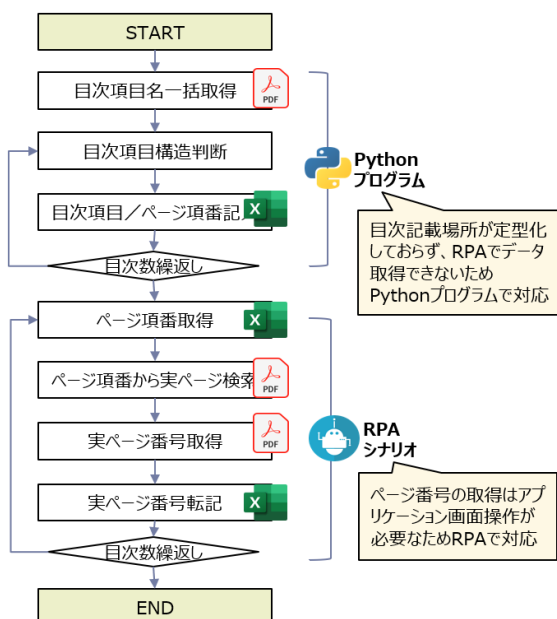 START
目次項目名一括取得
PDF
目次項目構造判断
目次項目／ページ項番記入
目次数繰返し
Python
プログラム
目次記載場所が定型化
しておらず、RPAでデータ
取得できないため
Pythonプログラムで対応
ページ項番取得
ページ項番から実ページ検索
PDF
実ページ番号取得
PDF
実ページ番号転記
目次数繰返し
RPA
シナリオ
ページ番号の取得はアプ
リケーション画面操作が
必要なためRPAで対応
END